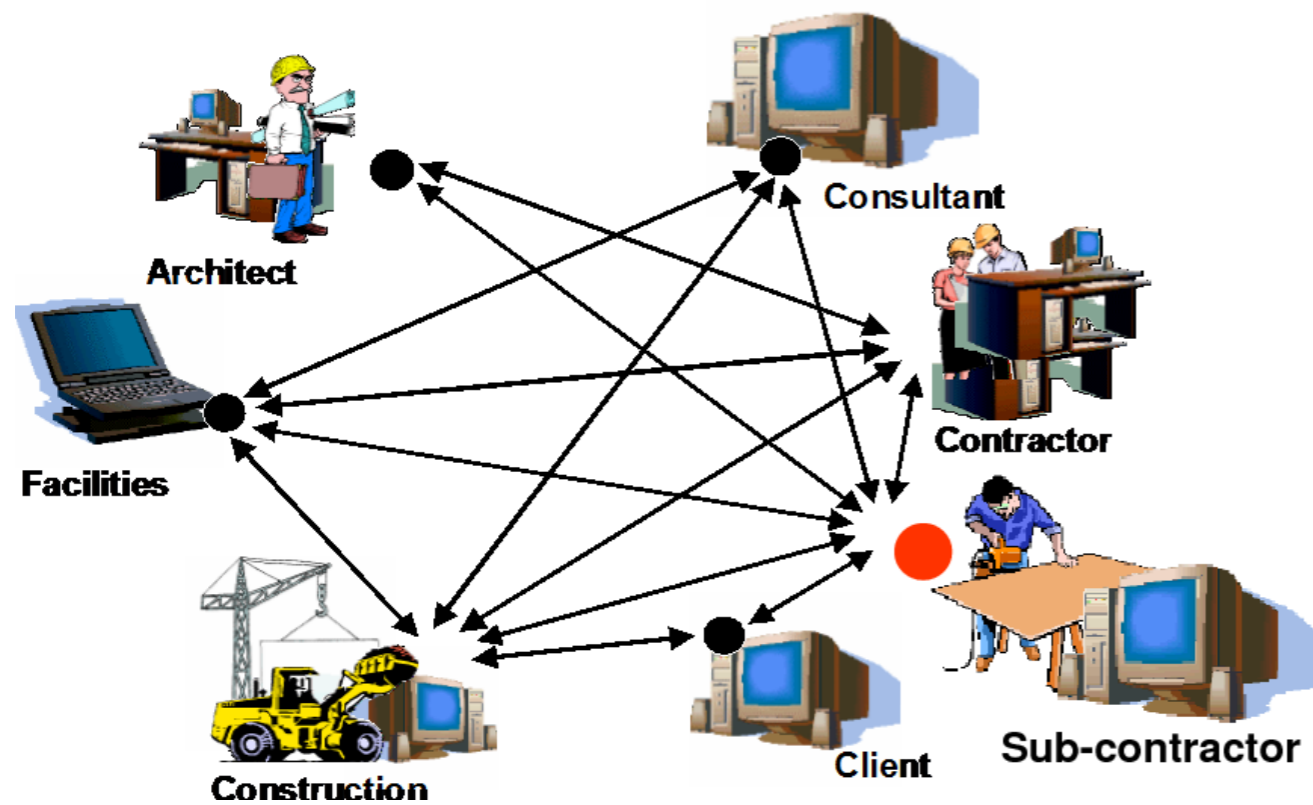 Consultant
Architect
Contractor
Facilities
Sub-contractor
Client
Construction